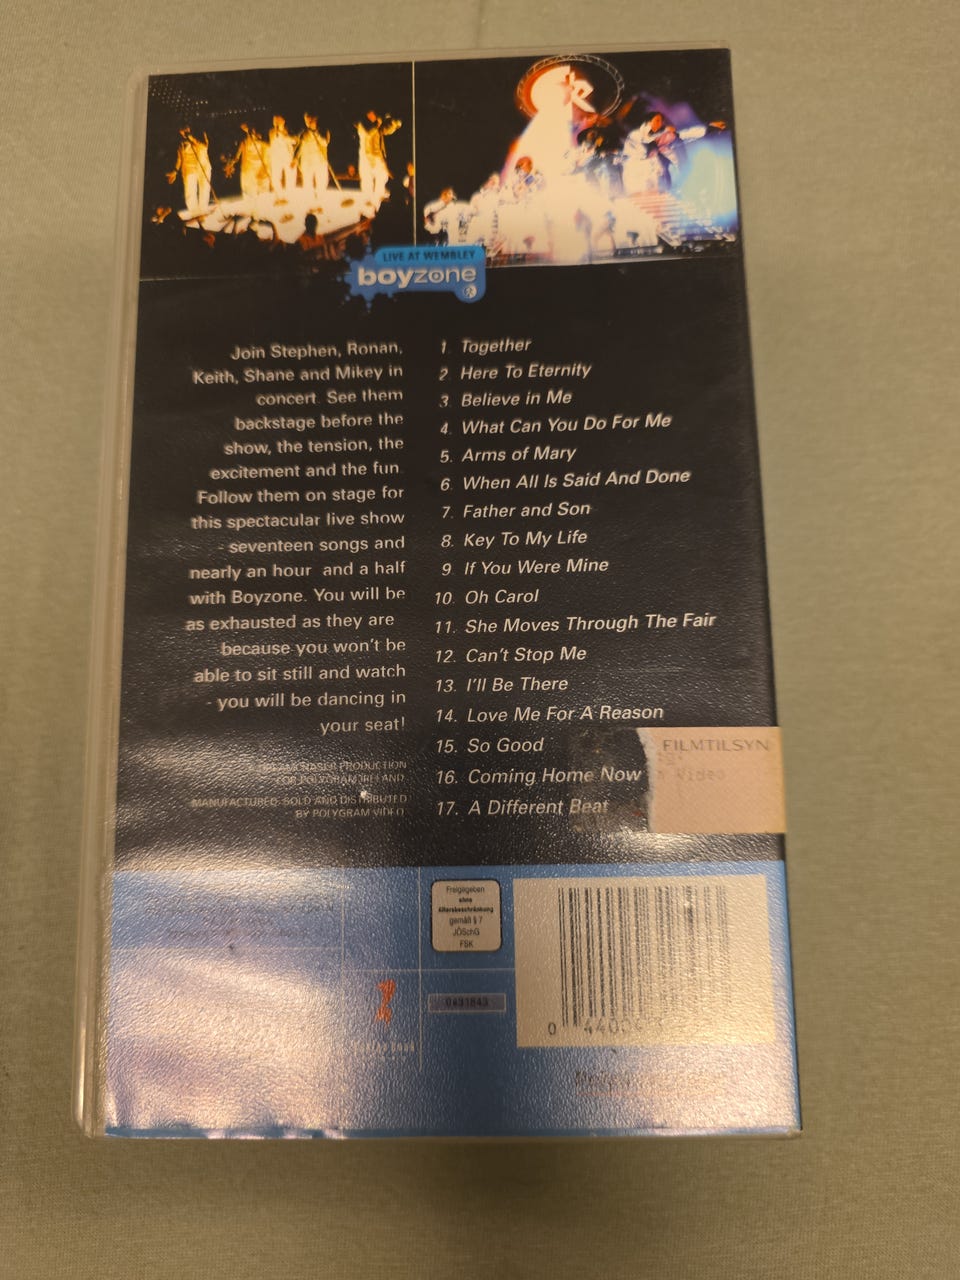 LIVE AT WEMBLEY
boyzone
Join Stephen, Ronan,
Keith, Shane and Mikey in
concert. See them
backstage before the
show, the tension, the
excitement and the fun.
Follow them on stage for
this spectacular live show
- seventeen songs and
nearly an hour and a half
with Boyzone. You will be
as exhausted as they are
because you won't be
able to sit still and watch
- you will be dancing in
your seat!
PRODUCTION
FOR POLYGRAM IRELAND
MANUFACTURED, SOLD AND DISTRIBUTED
BY POLYGRAM VIDEO
1. Together
2. Here To Eternity
3. Believe in Me
4. What Can You Do For Me
5. Arms of Mary
6. When All Is Said And Done
7. Father and Son
8. Key To My Life
9. If You Were Mine
10. Oh Carol
11. She Moves Through The Fair
12. Can't Stop Me
13. I'll Be There
14. Love Me For A Reason
15. So Good
16. Coming Home Now
17. A Different Beat
FILMTILSYN
Video
Freigegeben
ohne
Altersbeschränkung
gemäß § 7
JÖSchG
FSK
0431843
0 44004